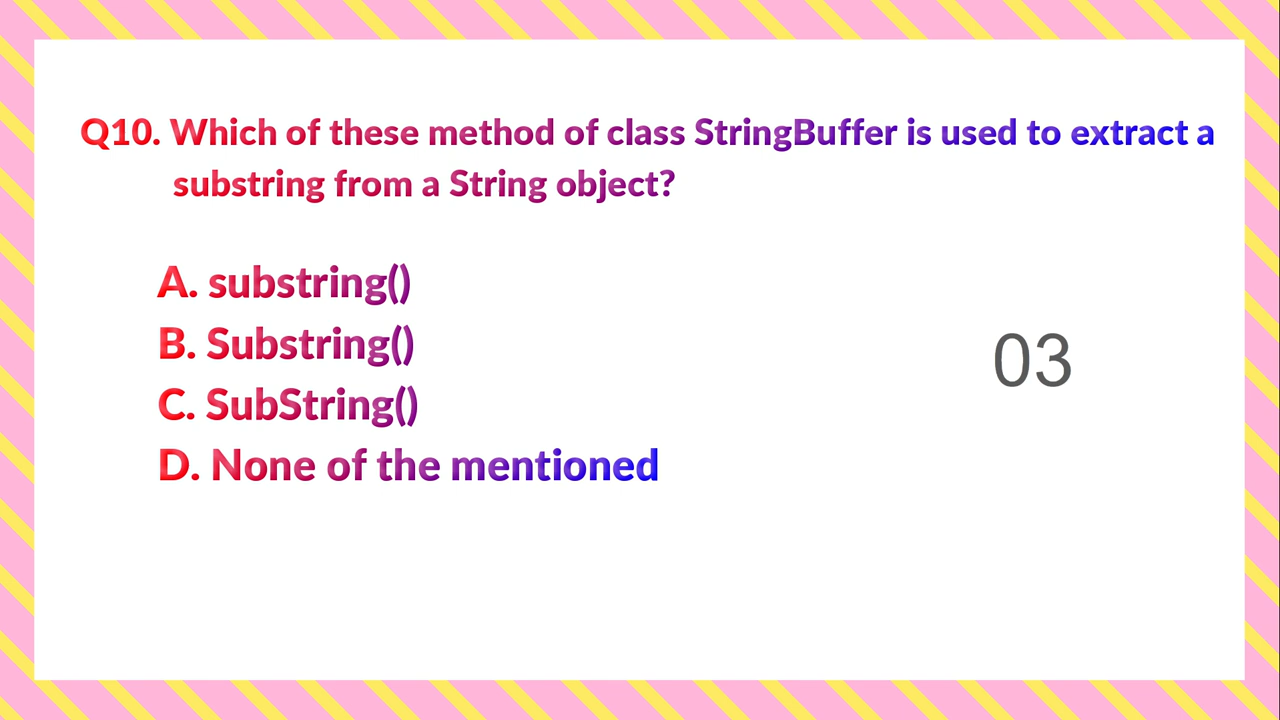 Q10. Which of these method of class StringBuffer is used to extract a
substring from a String object?
A. substring()
B. Substring()
C. SubString()
D. None of the mentioned
03